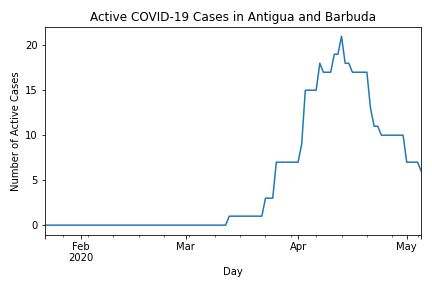 Active COVID-19 Cases in Antigua and Barbuda
Number of Active Cases
20
15
10
5
0
Feb Mar Apr May
2020
Day